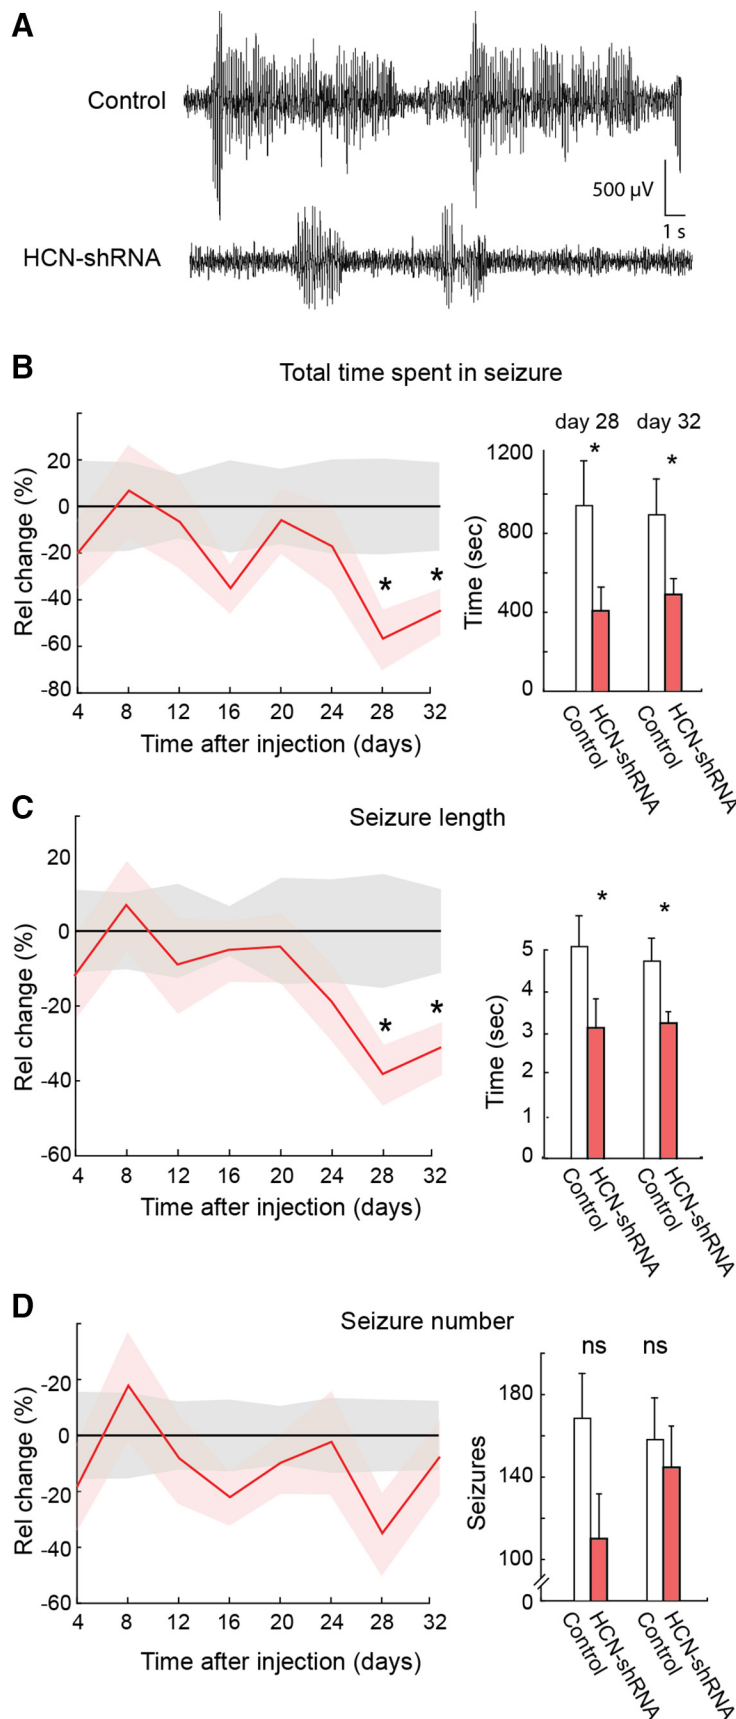 A
Control
500 µV
1 s
HCN-shRNA
B
Total time spent in seizure
Rel change (%)
20
0
-20
-40
-60
-80
* *
4 8 12 16 20 24 28 32
Time after injection (days)
day 28 day 32
* *
Time (sec)
1200
800
400
0
Control
HCN-shRNA
Control
HCN-shRNA
C
Seizure length
Rel change (%)
20
0
-20
-40
-60
* *
4 8 12 16 20 24 28 32
Time after injection (days)
* *
Time (sec)
5
4
3
2
1
0
Control
HCN-shRNA
Control
HCN-shRNA
D
Seizure number
Rel change (%)
-20
0
-20
-40
-60
4 8 12 16 20 24 28 32
Time after injection (days)
ns ns
Seizures
180
140
100
0
Control
HCN-shRNA
Control
HCN-shRNA